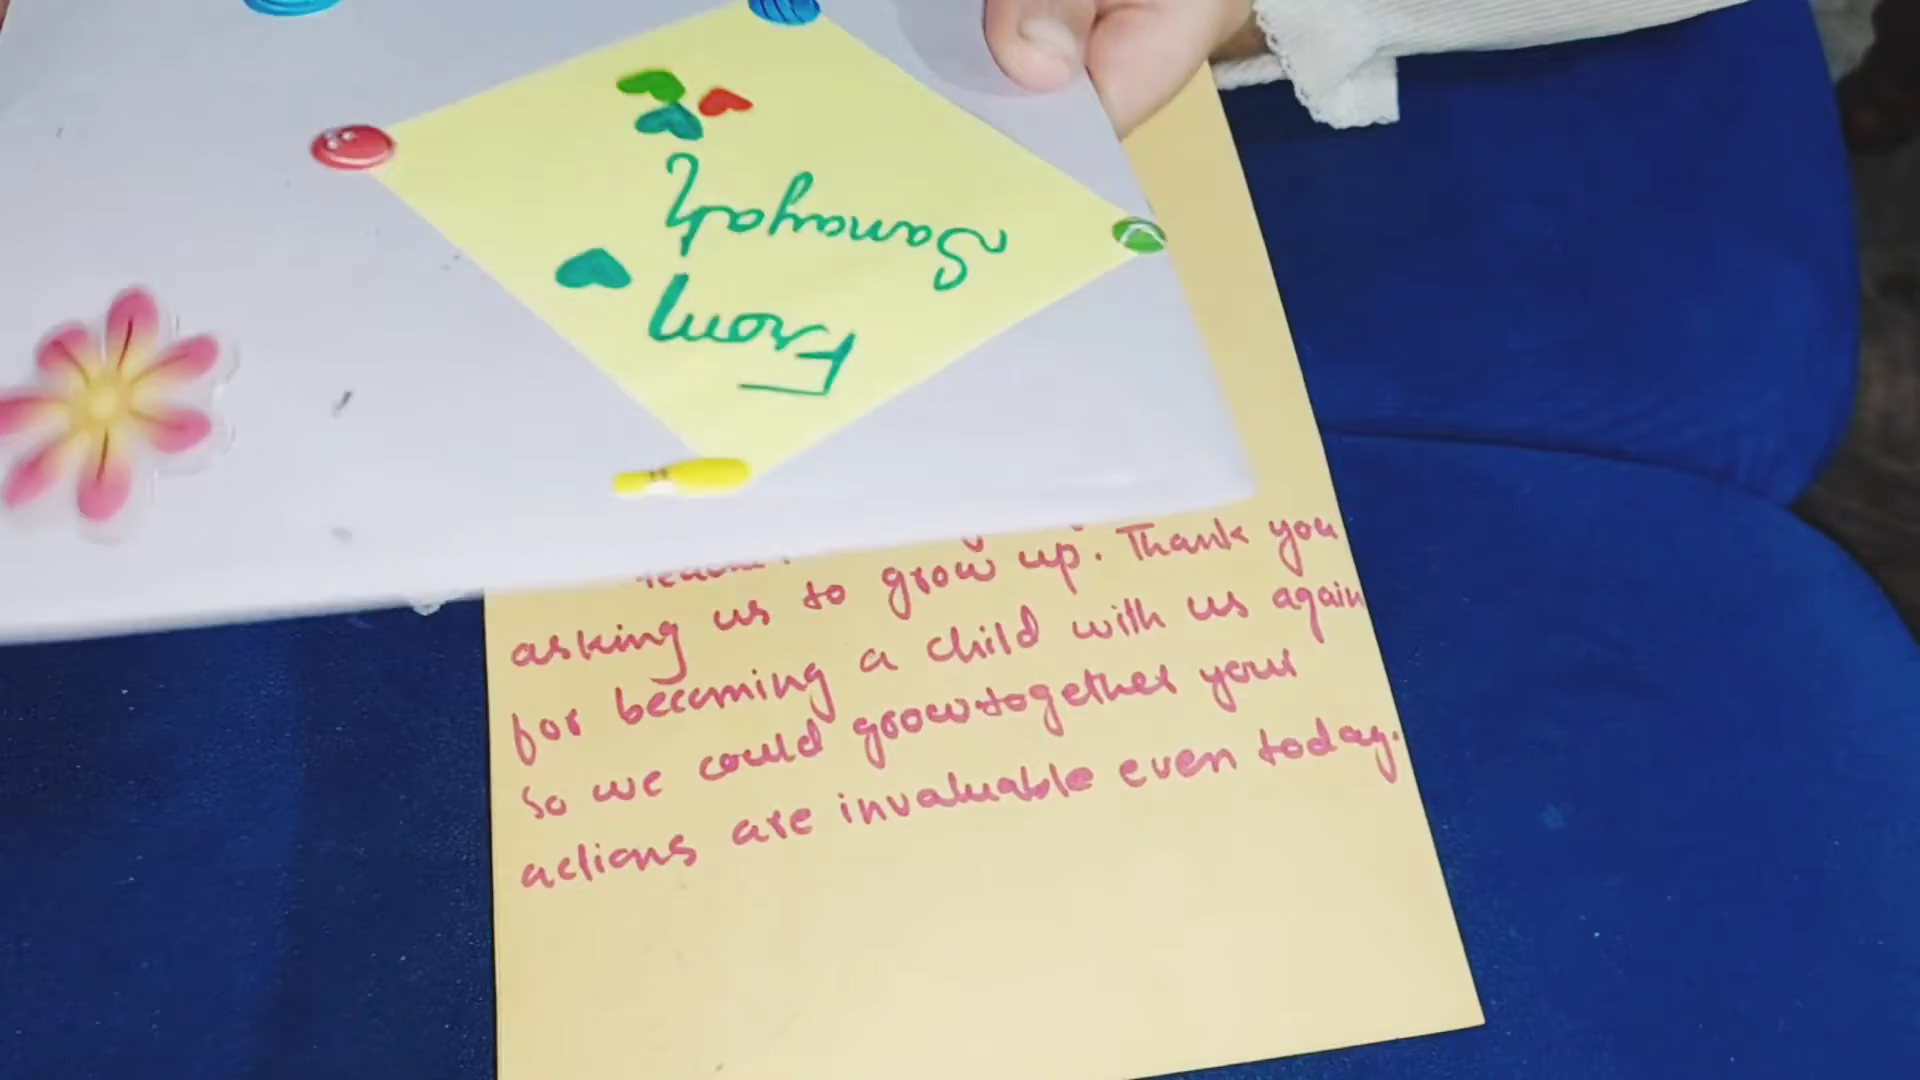 From
Samayah
asking us to grow up. Thank you
for becoming a child with us again
so we could grow together your
actions are invaluable even today.